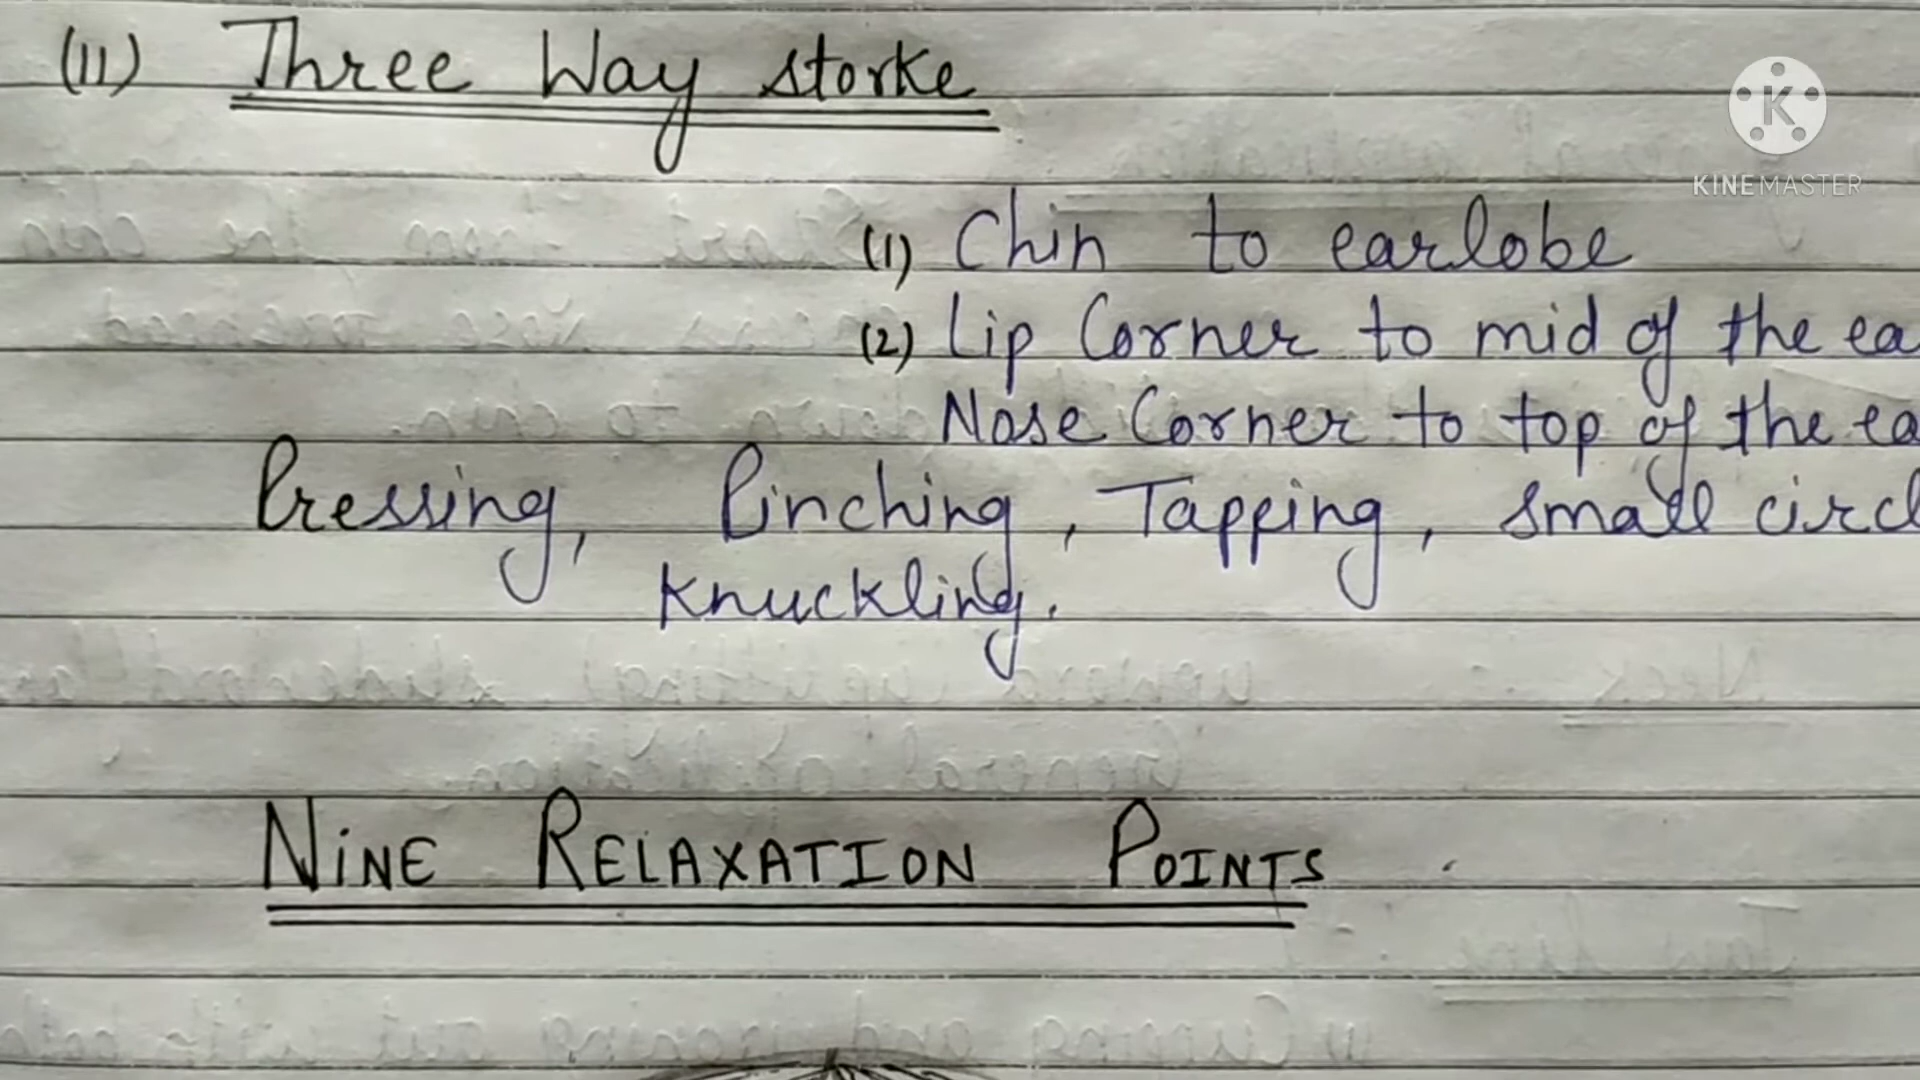 (11) Three Way storke
KINEMASTER
(1) Chin to earlobe
(2) Lip Corner to mid of the ea
Nose Corner to top of the ea
Pressing, Pinching, Tapping, small circl
Knuckling.
NiNE RELAXATION POINTS